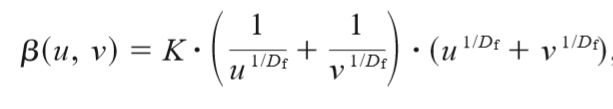 β(u, v) = K · (1/u^{1/D_f} + 1/v^{1/D_f}) · (u^{1/D_f} + v^{1/D_f}),